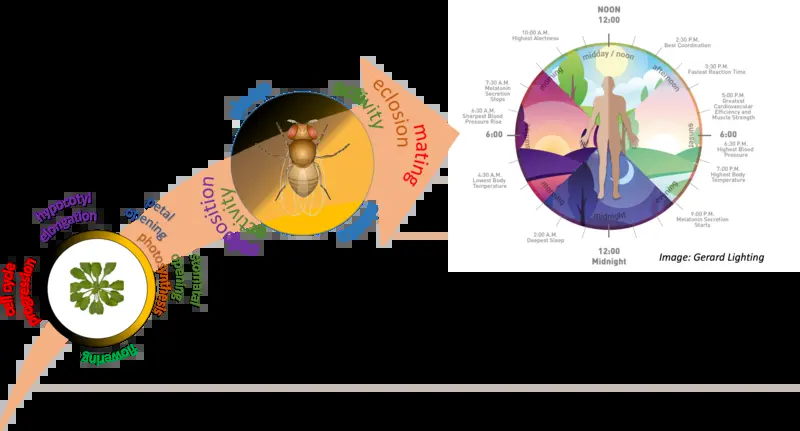 NOON
12:00
10:00 A.M.
Highest Alertness
2:30 P.M.
Best Coordination
midday / noon
morning
afternoon
3:30 P.M.
Fastest Reaction Time
7:30 A.M.
Melatonin
Secretion
Stops
5:00 P.M.
Greatest
Cardiovascular
Efficiency and
Muscle Strength
6:30 A.M.
Sharpest Blood
Pressure Rise
6:00
sunset
6:00
6:30 P.M.
Highest Blood
Pressure
7:00 P.M.
Highest Body
Temperature
4:30 A.M.
Lowest Body
Temperature
evening
9:00 P.M.
Melatonin Secretion
Starts
midnight
2:00 A.M.
Deepest Sleep
12:00
Midnight
Image: Gerard Lighting
eclosion
mating
hypocotyl
elongation
petal
opening
photosynthesis
stomatal
opening
cell cycle
progression
flowering